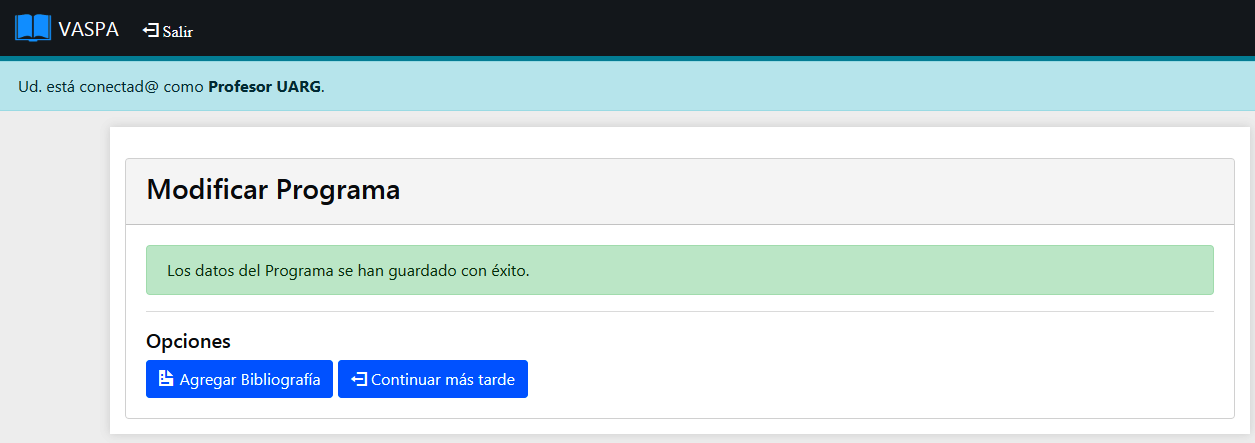 VASPA Salir
Ud. está conectad@ como Profesor UARG.
Modificar Programa
Los datos del Programa se han guardado con éxito.
Opciones
Agregar Bibliografía Continuar más tarde